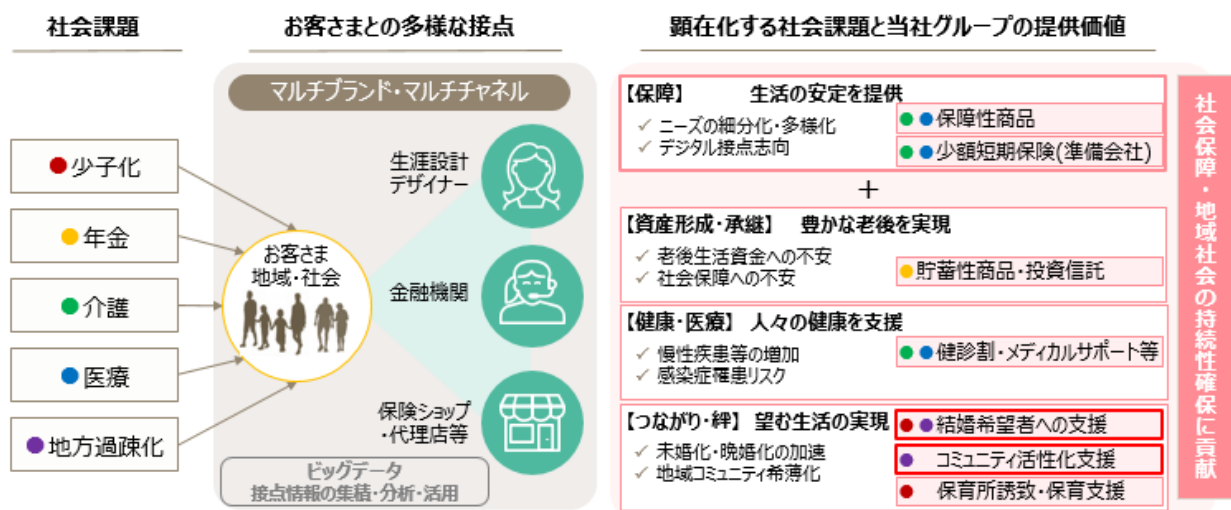 社会課題
お客さまとの多様な接点
顕在化する社会課題と当社グループの提供価値
●少子化
●年金
●介護
●医療
●地方過疎化
マルチブランド・マルチチャネル
お客さま
地域・社会
生涯設計
デザイナー
金融機関
保険ショップ
・代理店等
ビッグデータ
接点情報の集積・分析・活用
【保障】 生活の安定を提供
✓ ニーズの細分化・多様化
✓ デジタル接点志向
●●保障性商品
●●少額短期保険(準備会社)
+
【資産形成・承継】 豊かな老後を実現
✓ 老後生活資金への不安
✓ 社会保障への不安
●貯蓄性商品・投資信託
【健康・医療】 人々の健康を支援
✓ 慢性疾患等の増加
✓ 感染症罹患リスク
●●健診割・メディカルサポート等
【つながり・絆】 望む生活の実現
✓ 未婚化・晩婚化の加速
✓ 地域コミュニティ希薄化
●●結婚希望者への支援
● コミュニティ活性化支援
● 保育所誘致・保育支援
社会保障・地域社会の持続性確保に貢献